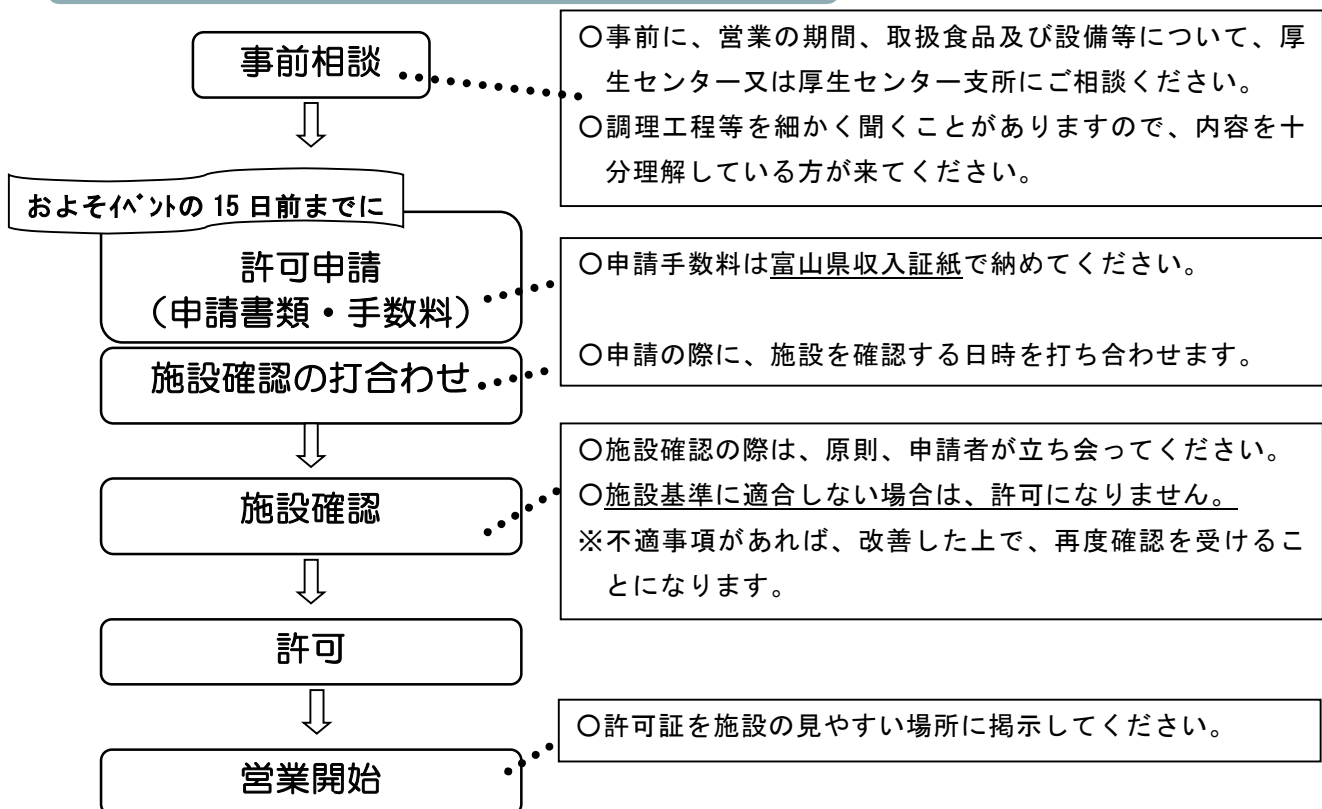 事前相談
○事前に、営業の期間、取扱食品及び設備等について、厚
生センター又は厚生センター支所にご相談ください。
○調理工程等を細かく聞くことがありますので、内容を十
分理解している方が来てください。
およそイベントの 15 日前までに
許可申請
(申請書類・手数料)
○申請手数料は富山県収入証紙で納めてください。
○申請の際に、施設を確認する日時を打ち合わせます。
施設確認の打合わせ
施設確認
○施設確認の際は、原則、申請者が立ち会ってください。
○施設基準に適合しない場合は、許可になりません。
※不適事項があれば、改善した上で、再度確認を受けるこ
とになります。
許可
営業開始
○許可証を施設の見やすい場所に掲示してください。